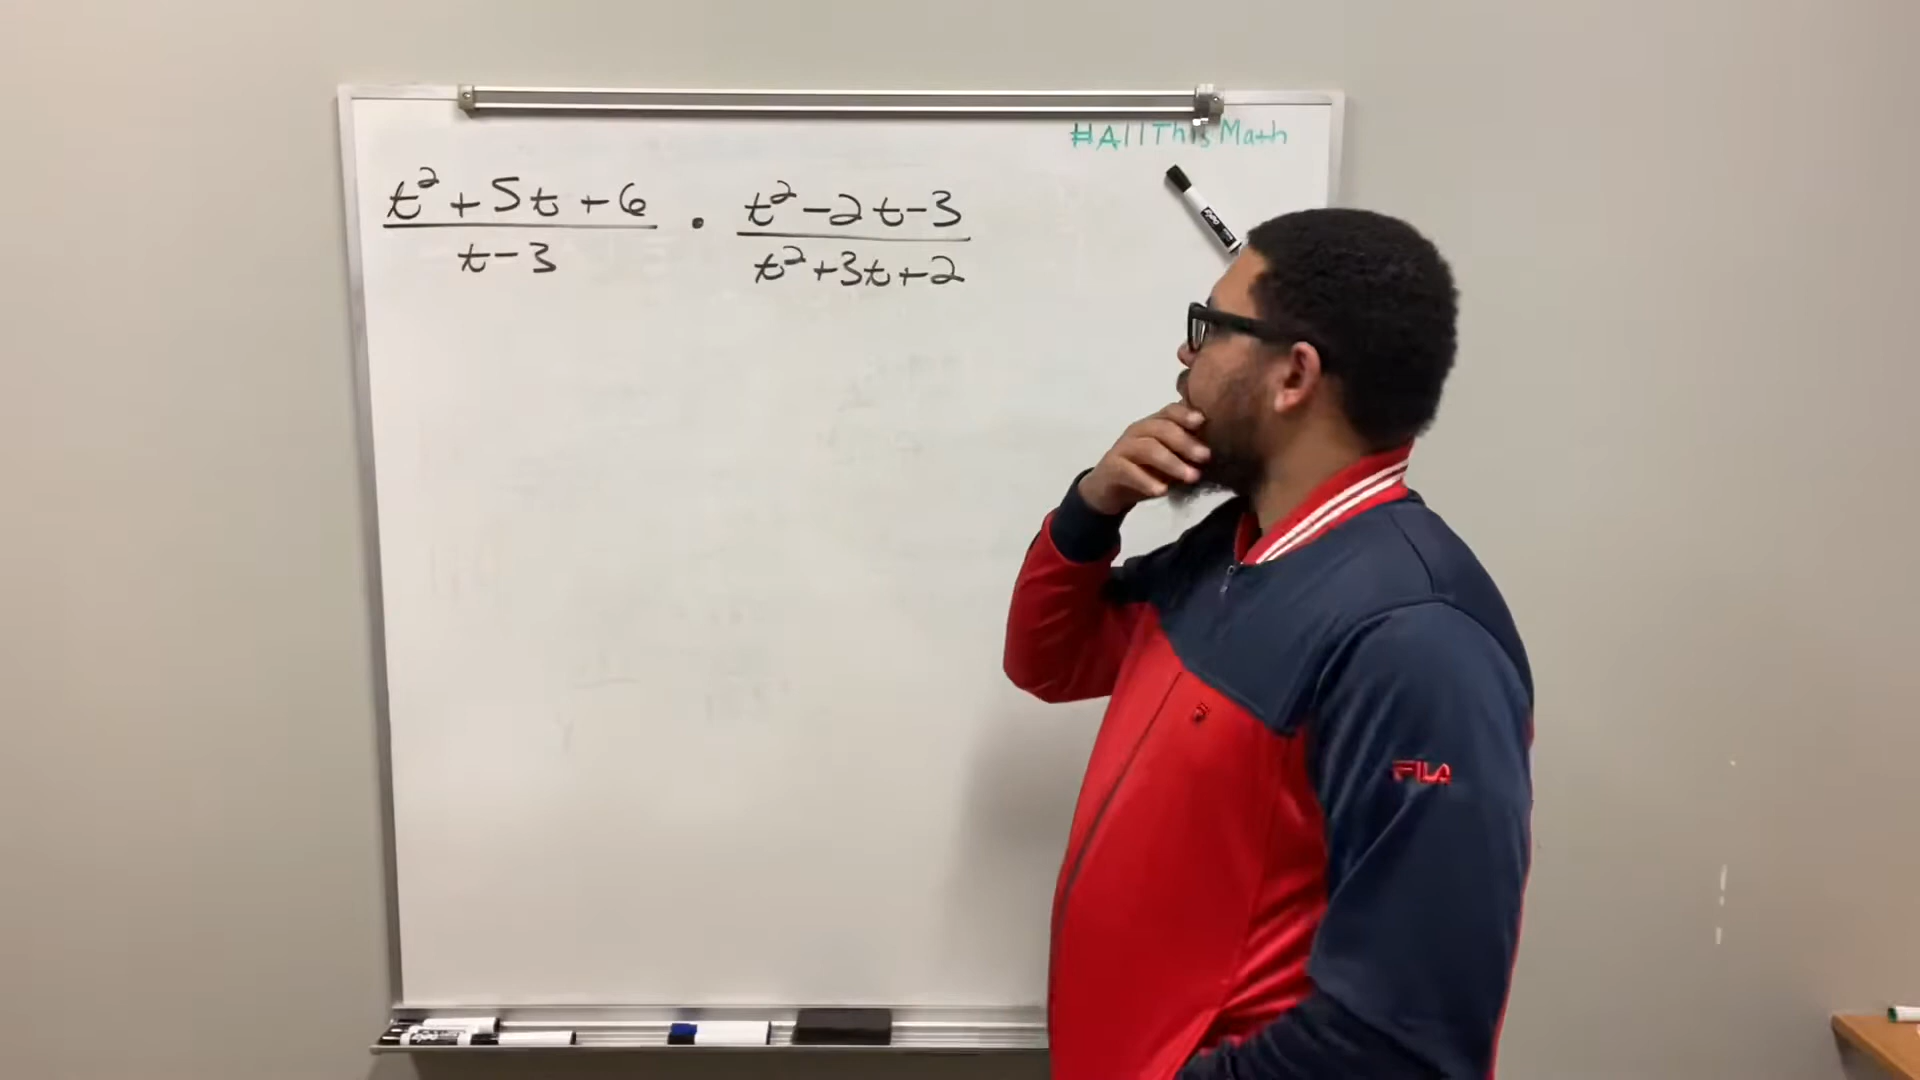 #AllThisMath
t² + 5t + 6 / t - 3 · t² - 2t - 3 / t² + 3t + 2
FILA